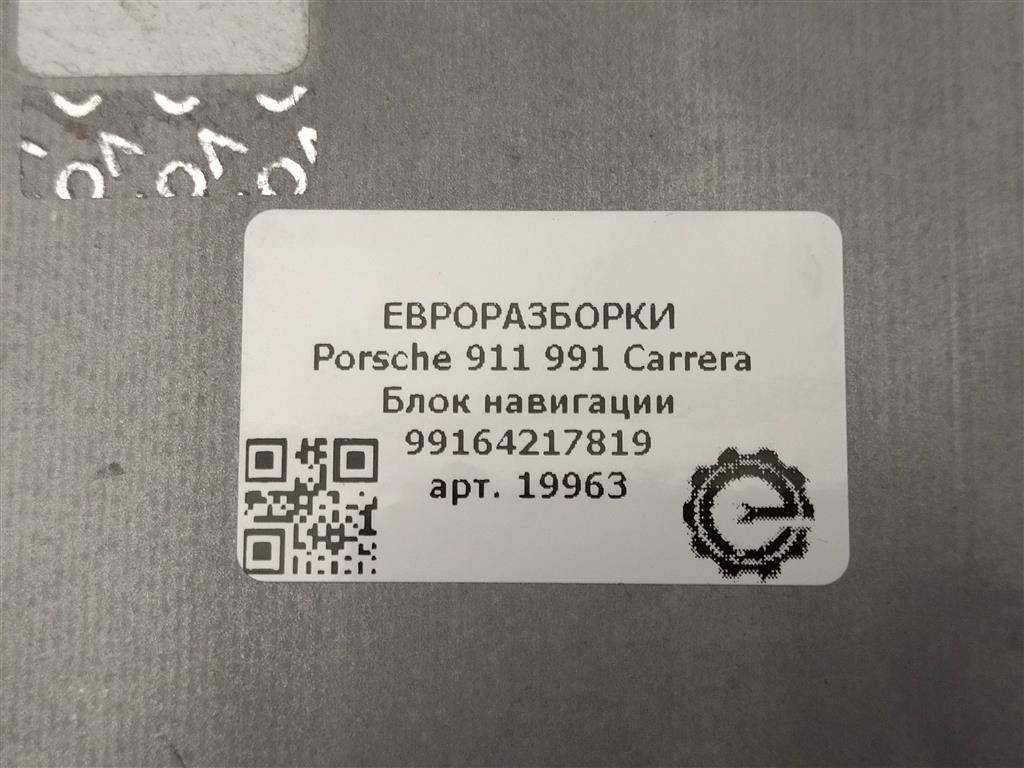 ЕВРОРАЗБОРКИ
Porsche 911 991 Carrera
Блок навигации
99164217819
арт. 19963